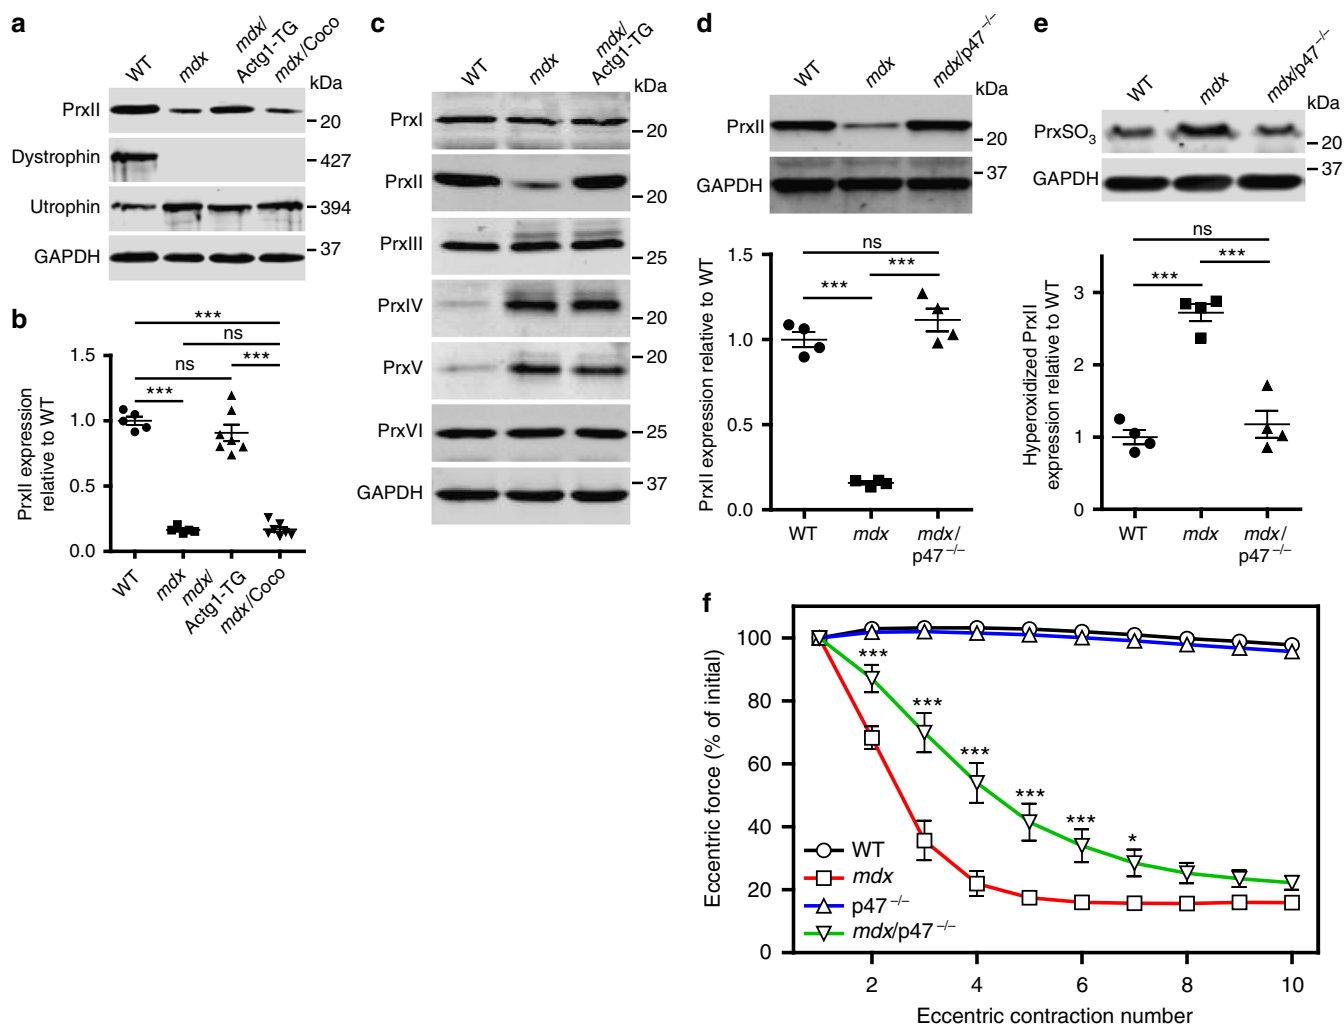 a
WT
mdx
mdx/
Actg1-TG
mdx/Coco
kDa
PrxII
20
Dystrophin
427
Utrophin
394
GAPDH
37
b
PrxII expression
relative to WT
1.5
1.0
0.5
0.0
***
ns
ns
***
***
WT
mdx
mdx/
Actg1-TG
mdx/Coco
c
WT
mdx
mdx/
Actg1-TG
kDa
PrxI
20
PrxII
20
PrxIII
25
PrxIV
20
PrxV
20
PrxVI
25
GAPDH
37
d
WT
mdx
mdx/p47⁻/⁻
kDa
PrxII
20
GAPDH
37
PrxII expression relative to WT
1.5
1.0
0.5
0.0
ns
***
***
WT
mdx
mdx/
p47⁻/⁻
e
WT
mdx
mdx/p47⁻/⁻
kDa
PrxSO₃
20
GAPDH
37
Hyperoxidized PrxII
expression relative to WT
3
2
1
0
ns
***
***
WT
mdx
mdx/
p47⁻/⁻
f
Eccentric force (% of initial)
100
80
60
40
20
0
***
***
***
***
***
*
WT
mdx
p47⁻/⁻
mdx/p47⁻/⁻
2
4
6
8
10
Eccentric contraction number